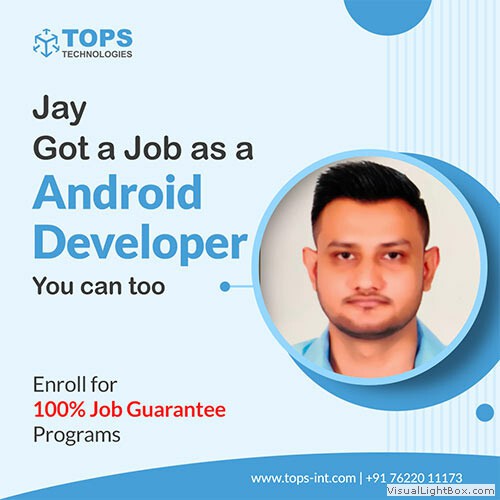 TOPS
TECHNOLOGIES
Jay
Got a Job as a
Android
Developer
You can too
Enroll for
100% Job Guarantee
Programs
www.tops-int.com | +91 76220 11173
VisualLightBox.com